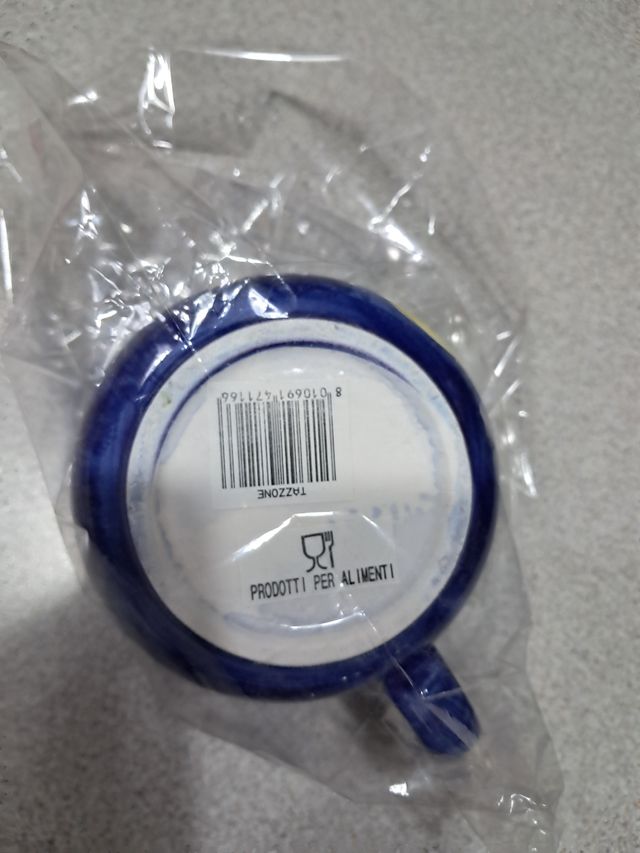 TAZZONE
8 010691 471166
PRODOTTI PER ALIMENTI